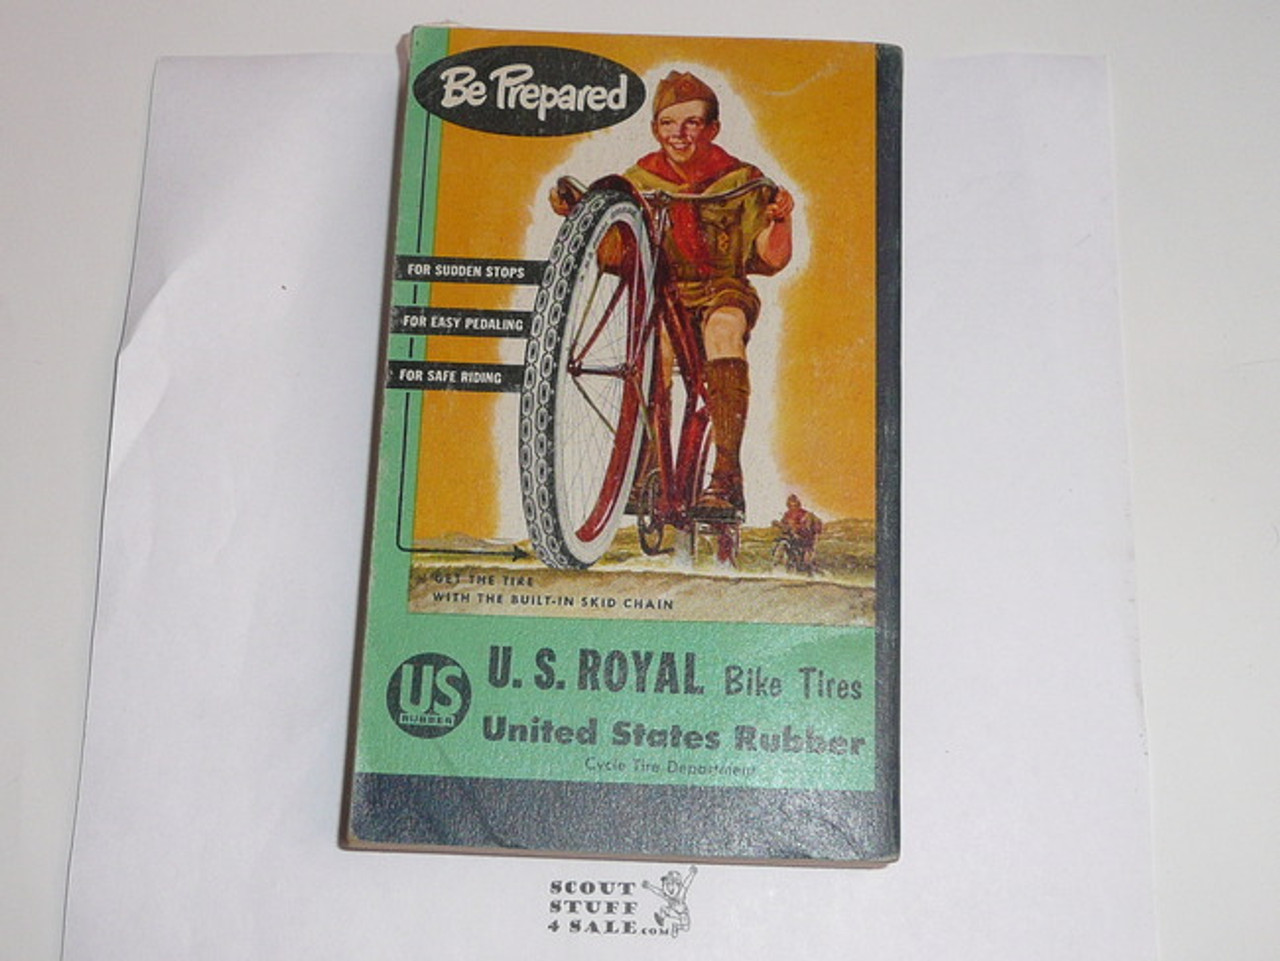 Be Prepared
FOR SUDDEN STOPS
FOR EASY PEDALING
FOR SAFE RIDING
GET THE TIRE
WITH THE BUILT-IN SKID CHAIN
US
RUBBER
U. S. ROYAL Bike Tires
United States Rubber
Cycle Tire Department
SCOUT
STUFF
4 SALE.COM